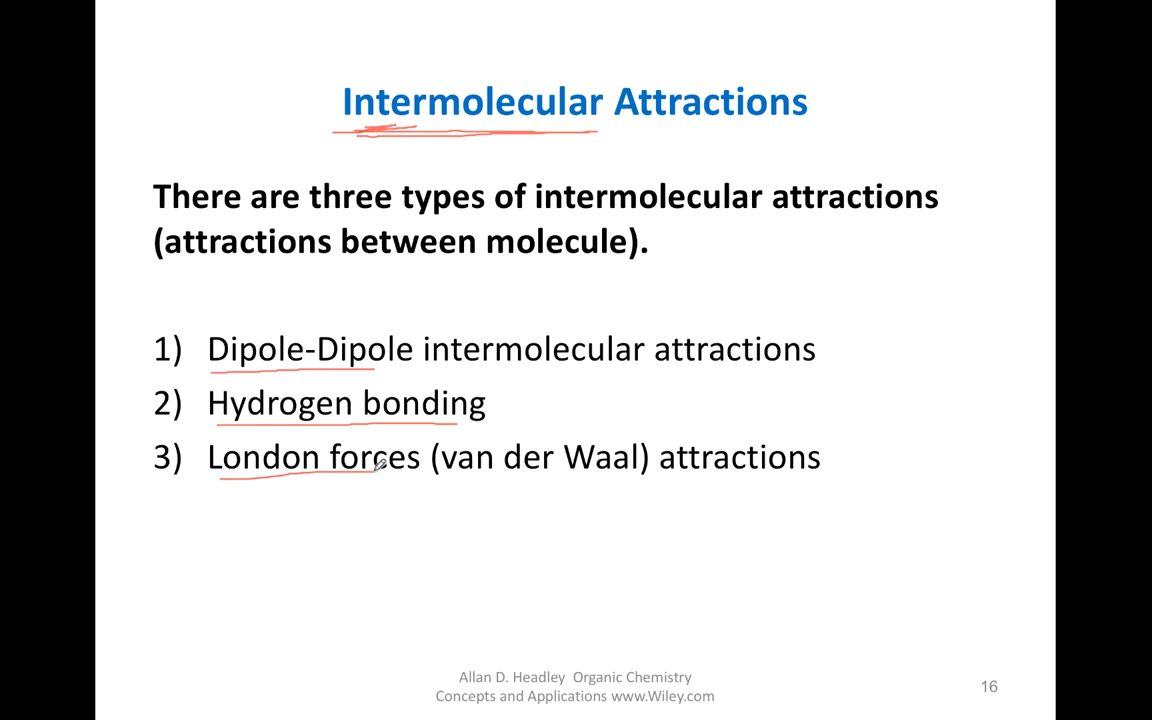 Intermolecular Attractions
There are three types of intermolecular attractions
(attractions between molecule).
1) Dipole-Dipole intermolecular attractions
2) Hydrogen bonding
3) London forces (van der Waal) attractions
Allan D. Headley Organic Chemistry
Concepts and Applications www.Wiley.com
16